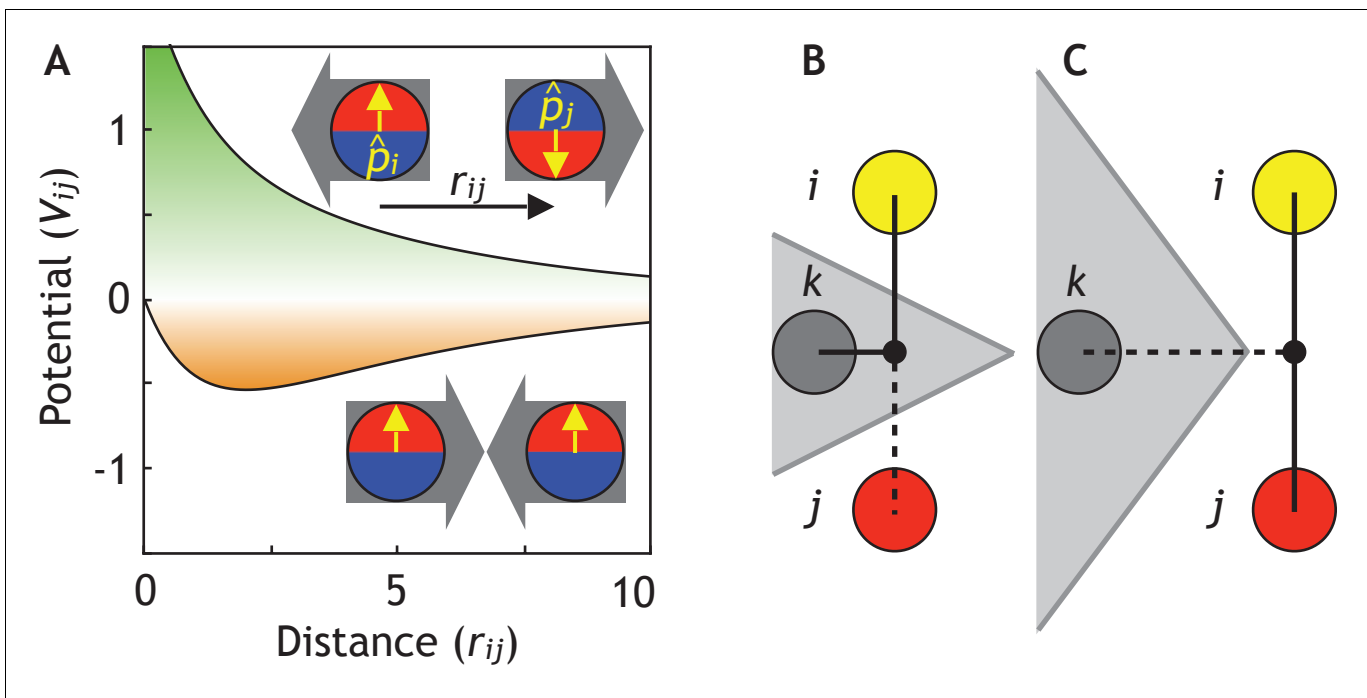 A
B
C
Potential (Vij)
1
0
-1
p̂i
p̂j
rij
0
5
10
Distance (rij)
i
k
j
i
k
j